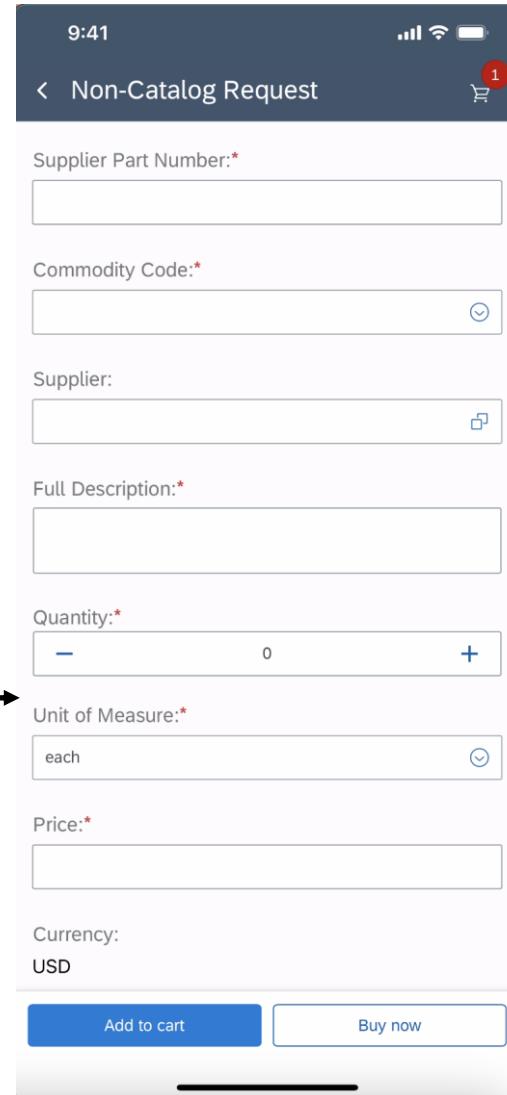 9:41
Non-Catalog Request
1
Supplier Part Number:*
Commodity Code:*
Supplier:
Full Description:*
Quantity:*
0
Unit of Measure:*
each
Price:*
Currency:
USD
Add to cart
Buy now